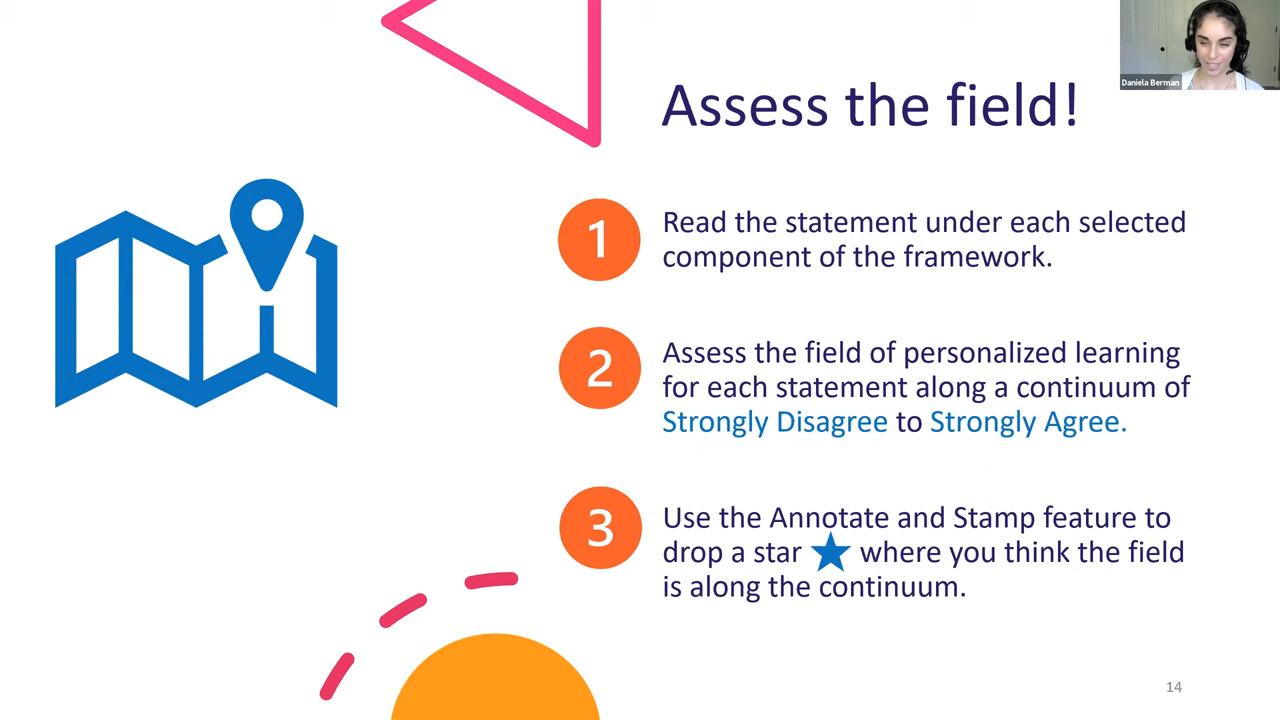 Daniela Berman
Assess the field!
1
Read the statement under each selected
component of the framework.
2
Assess the field of personalized learning
for each statement along a continuum of
Strongly Disagree to Strongly Agree.
3
Use the Annotate and Stamp feature to
drop a star where you think the field
is along the continuum.
14